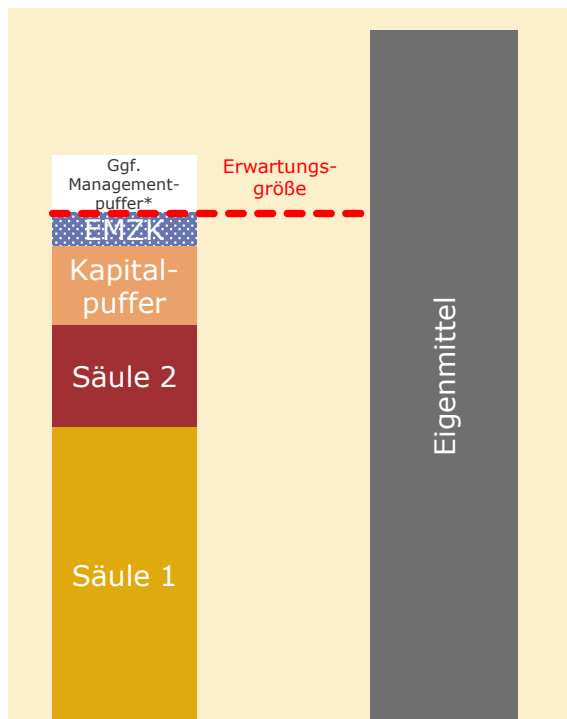 Ggf.
Management-
puffer*
Erwartungs-
größe
EMZK
Kapital-
puffer
Säule 2
Säule 1
Eigenmittel